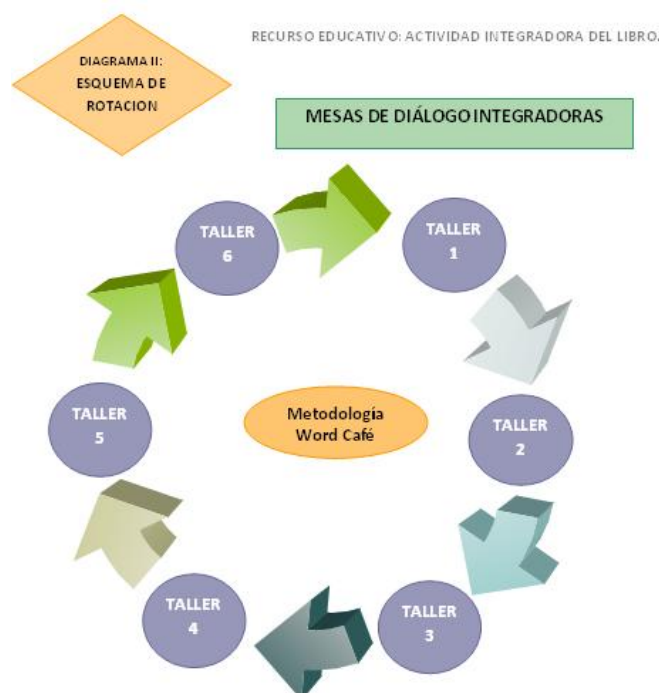 RECURSO EDUCATIVO: ACTIVIDAD INTEGRADORA DEL LIBRO.
DIAGRAMA II:
ESQUEMA DE
ROTACION
MESAS DE DIÁLOGO INTEGRADORAS
TALLER
6
TALLER
1
TALLER
5
Metodología
Word Café
TALLER
2
TALLER
4
TALLER
3